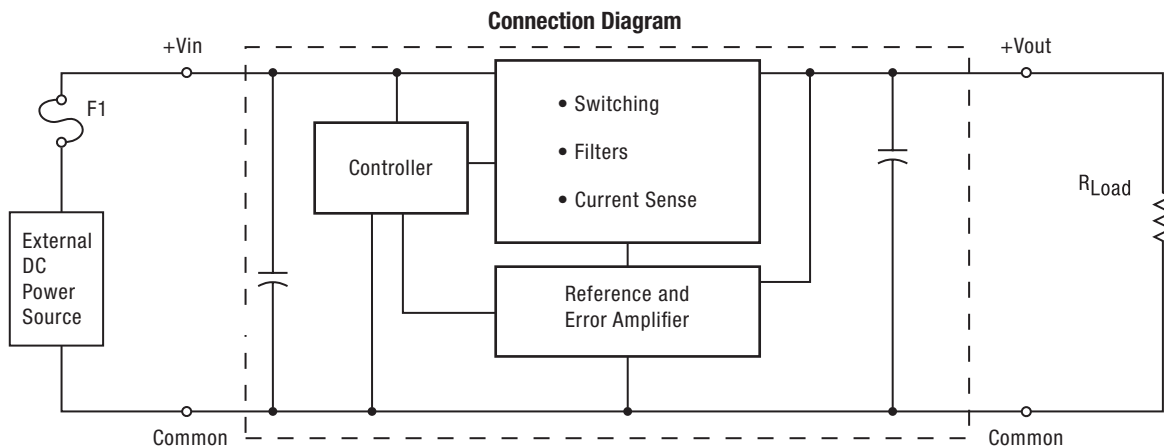 Connection Diagram
+Vin
+Vout
F1
• Switching
• Filters
• Current Sense
Controller
RLoad
External
DC
Power
Source
Reference and
Error Amplifier
Common
Common